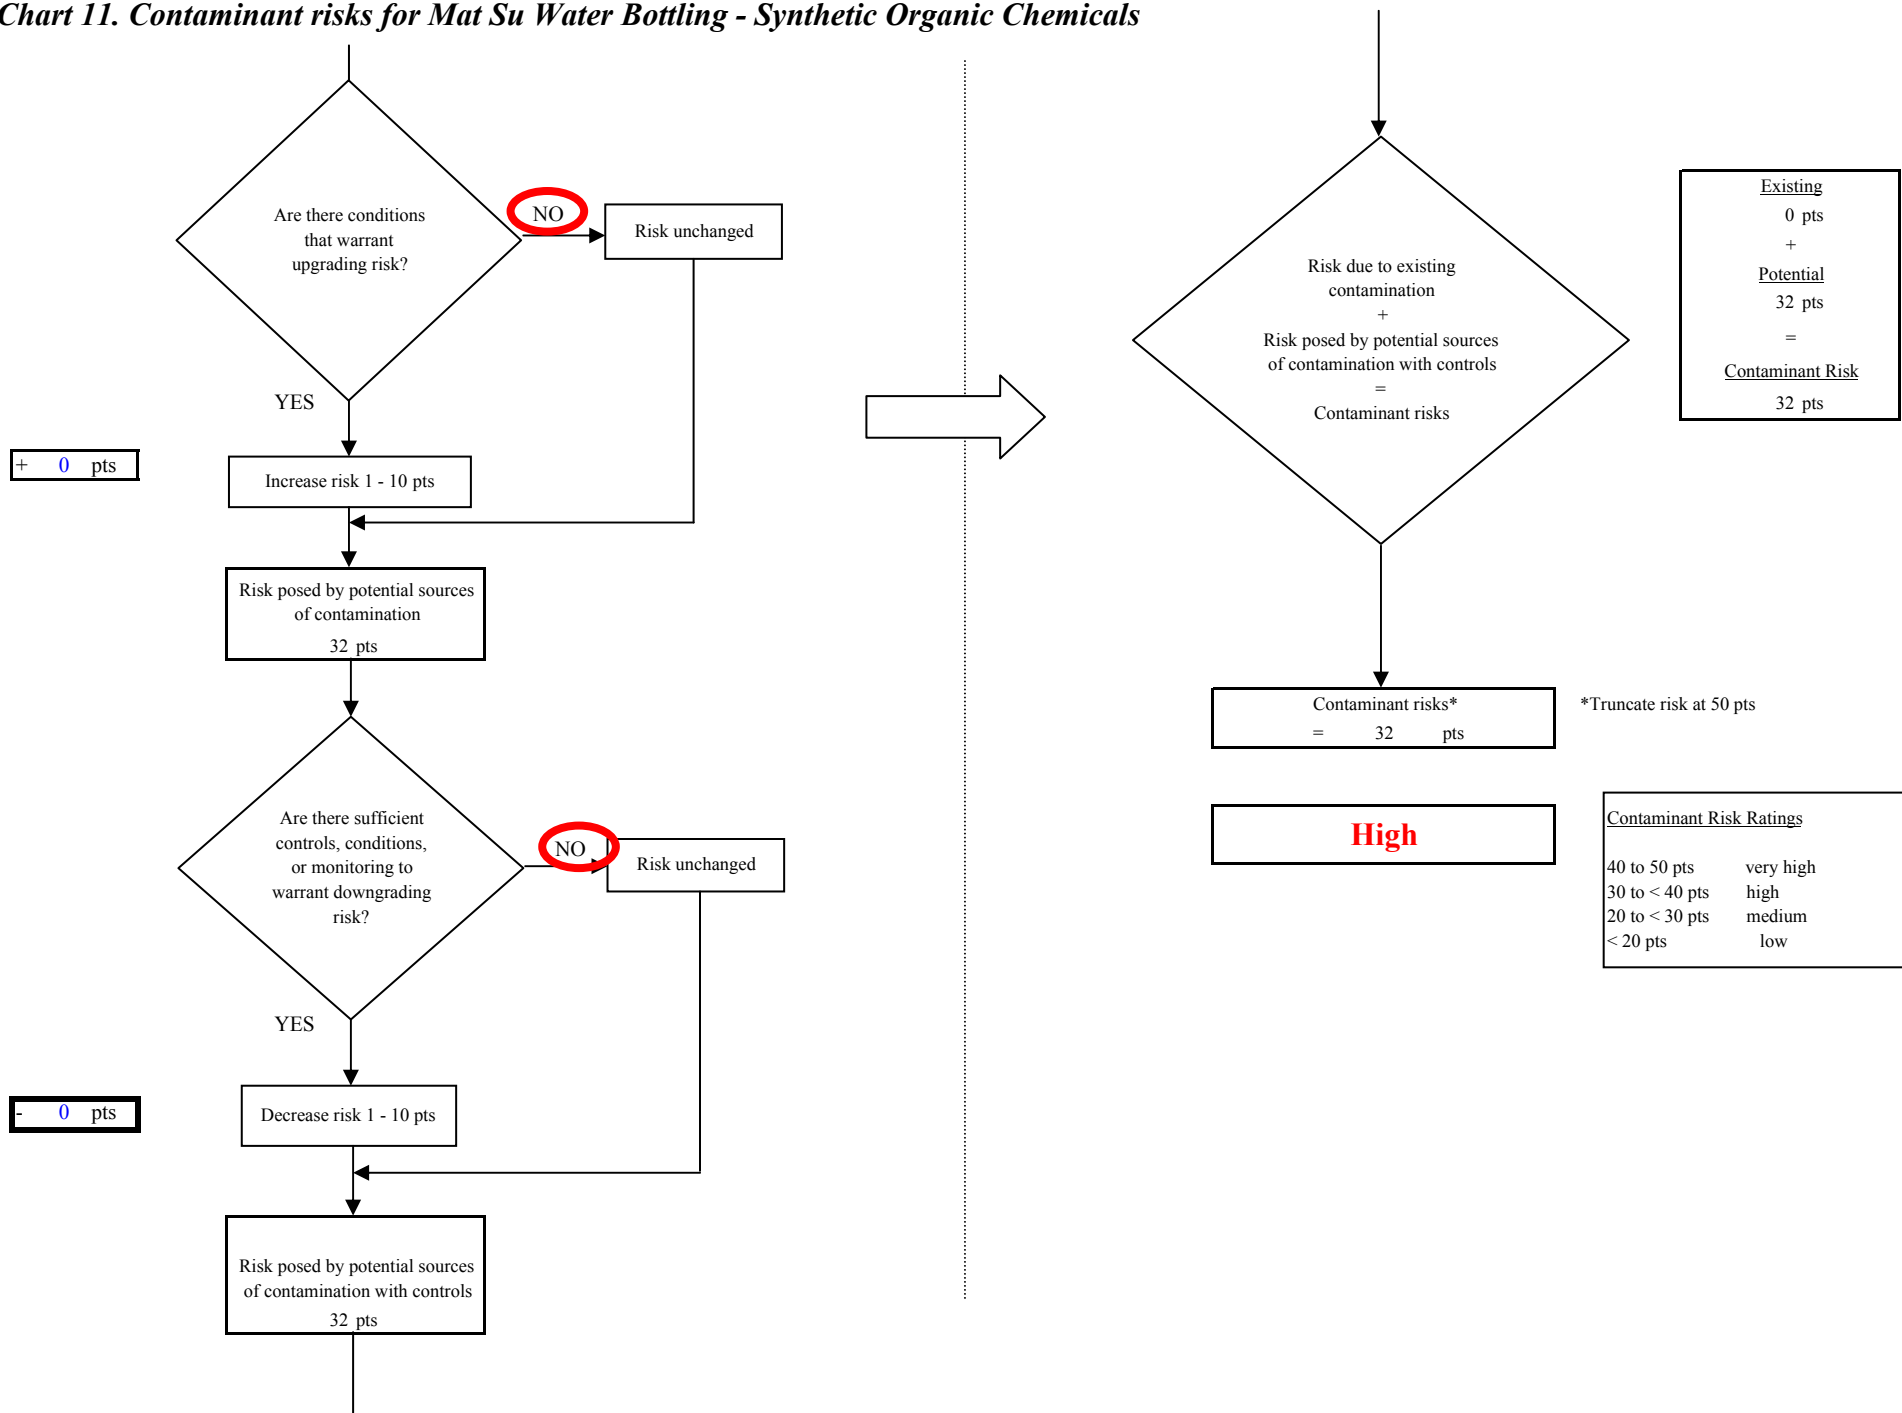 Chart 11. Contaminant risks for Mat Su Water Bottling - Synthetic Organic Chemicals
Are there conditions
that warrant
upgrading risk?
NO
Risk unchanged
YES
+ 0 pts
Increase risk 1 - 10 pts
Risk posed by potential sources
of contamination
32 pts
Are there sufficient
controls, conditions,
or monitoring to
warrant downgrading
risk?
NO
Risk unchanged
YES
- 0 pts
Decrease risk 1 - 10 pts
Risk posed by potential sources
of contamination with controls
32 pts
Risk due to existing
contamination
+
Risk posed by potential sources
of contamination with controls
=
Contaminant risks
Existing
0 pts
+
Potential
32 pts
=
Contaminant Risk
32 pts
Contaminant risks*
= 32 pts
*Truncate risk at 50 pts
High
Contaminant Risk Ratings
40 to 50 pts very high
30 to < 40 pts high
20 to < 30 pts medium
< 20 pts low